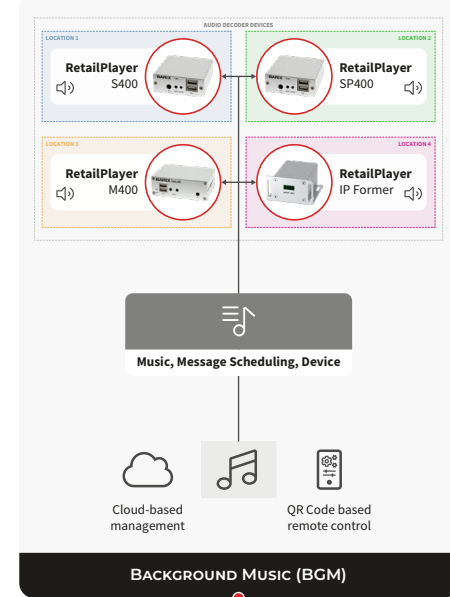 AUDIO DECODER DEVICES
LOCATION 1
RetailPlayer
S400
LOCATION 2
RetailPlayer
SP400
LOCATION 3
RetailPlayer
M400
LOCATION 4
RetailPlayer
IP Former
Music, Message Scheduling, Device
Cloud-based
management
QR Code based
remote control
BACKGROUND MUSIC (BGM)